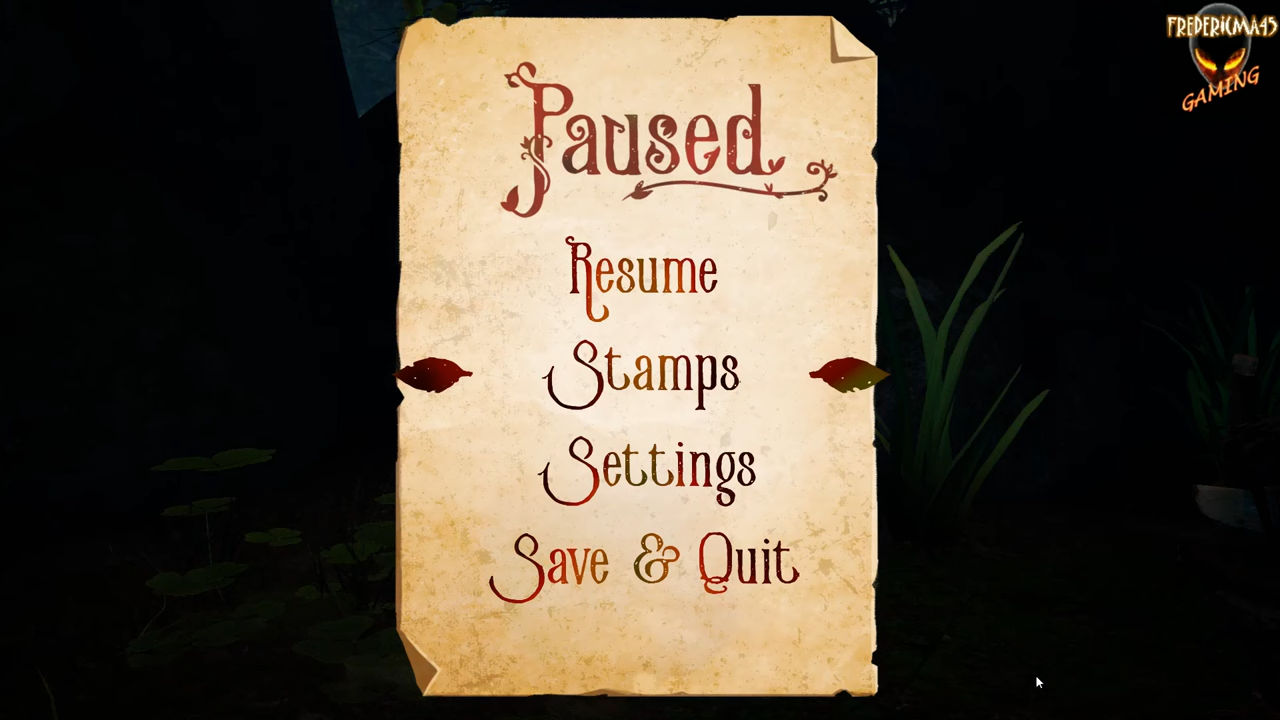 FREDERICMA45
GAMING
Paused
Resume
Stamps
Settings
Save & Quit